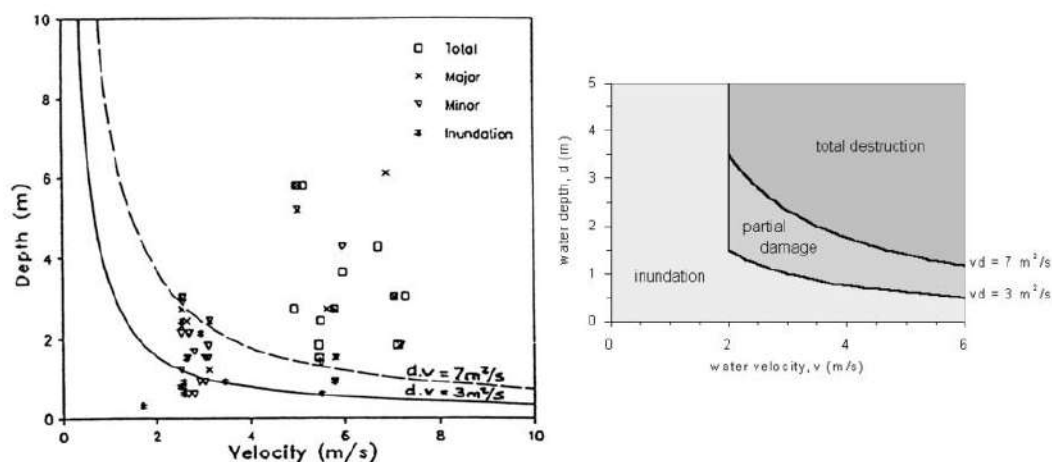 10
8
6
4
2
0
Depth (m)
Total
Major
Minor
Inundation
d.v = 7m²/s
d.v = 3m²/s
0 2 4 6 8 10
Velocity (m/s)
5
4
3
2
1
0
water depth, d (m)
total destruction
partial
damage
inundation
vd = 7 m²/s
vd = 3 m²/s
0 2 4 6
water velocity, v (m/s)